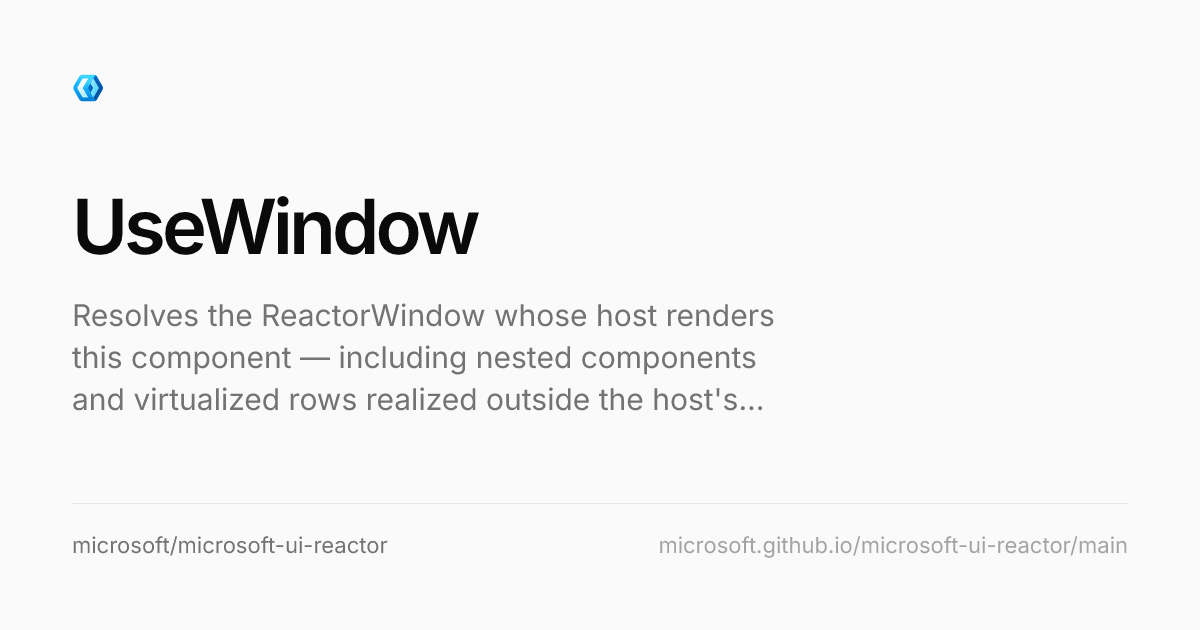 UseWindow
Resolves the ReactorWindow whose host renders
this component — including nested components
and virtualized rows realized outside the host's...
microsoft/microsoft-ui-reactor
microsoft.github.io/microsoft-ui-reactor/main